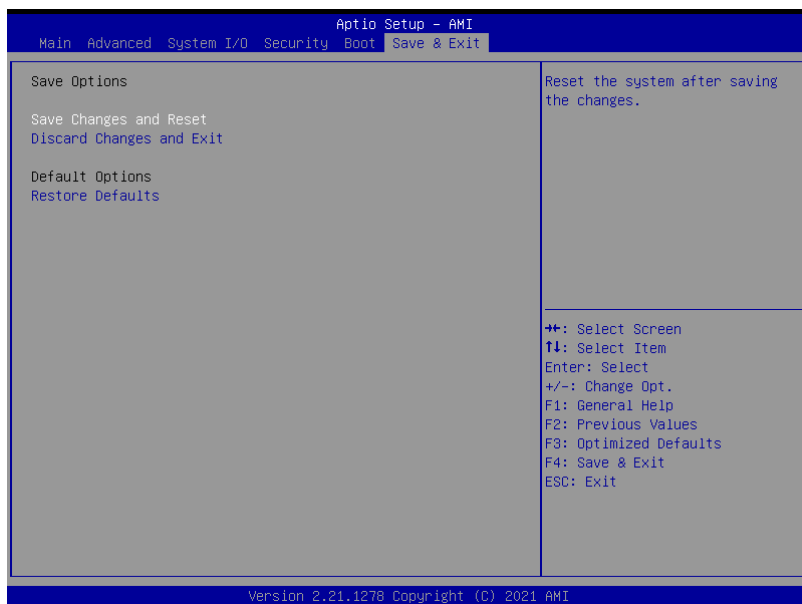 Aptio Setup – AMI
Main Advanced System I/O Security Boot Save & Exit
Save Options
Save Changes and Reset
Discard Changes and Exit
Default Options
Restore Defaults
Reset the system after saving
the changes.
→←: Select Screen
↑↓: Select Item
Enter: Select
+/-: Change Opt.
F1: General Help
F2: Previous Values
F3: Optimized Defaults
F4: Save & Exit
ESC: Exit
Version 2.21.1278 Copyright (C) 2021 AMI